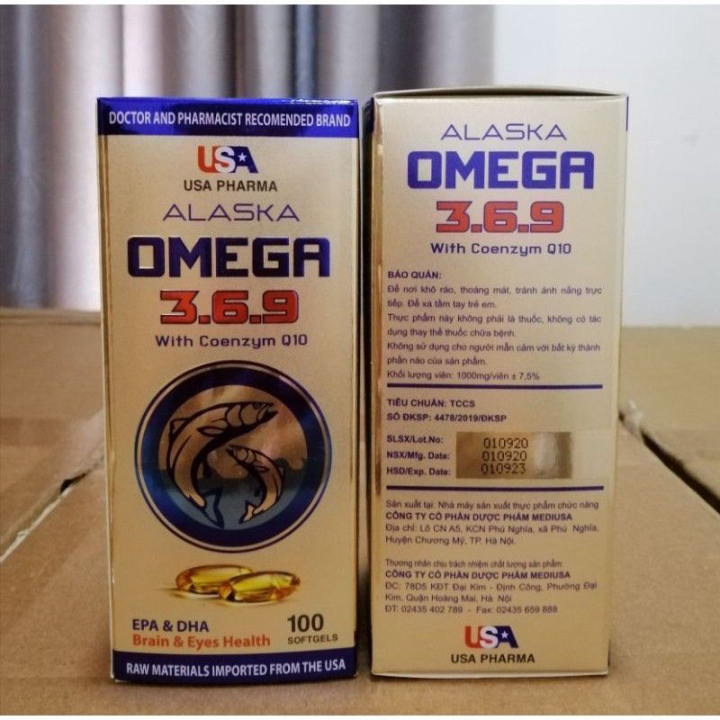 DOCTOR AND PHARMACIST RECOMENDED BRAND
USA
USA PHARMA
ALASKA
OMEGA
3.6.9
With Coenzym Q10
EPA & DHA
Brain & Eyes Health
100
SOFTGELS
RAW MATERIALS IMPORTED FROM THE USA
ALASKA
OMEGA
3.6.9
With Coenzym Q10
BẢO QUẢN:
Để nơi khô ráo, thoáng mát, tránh ánh nắng trực
tiếp. Để xa tầm tay trẻ em.
Thực phẩm này không phải là thuốc, không có tác
dụng thay thế thuốc chữa bệnh.
Không sử dụng cho người mẫn cảm với bất kỳ thành
phần nào của sản phẩm.
Khối lượng viên: 1000mg/viên ± 7,5%
TIÊU CHUẨN: TCCS
SỐ ĐKSP: 4478/2019/ĐKSP
SLSX/Lot.No: 010920
NSX/Mfg. Date: 010920
HSD/Exp. Date: 010923
Sản xuất tại: Nhà máy sản xuất thực phẩm chức năng
CÔNG TY CỔ PHẦN DƯỢC PHẨM MEDIUSA
Địa chỉ: Lô CN A5, KCN Phú Nghĩa, xã Phú Nghĩa,
Huyện Chương Mỹ, TP. Hà Nội.
Thương nhân chịu trách nhiệm chất lượng sản phẩm:
CÔNG TY CỔ PHẦN DƯỢC PHẨM MEDIUSA
ĐC: 78D5 KĐT Đại Kim - Định Công, Phường Đại
Kim, Quận Hoàng Mai, Hà Nội
ĐT: 02435 402 789 - Fax: 02435 659 888
USA
USA PHARMA